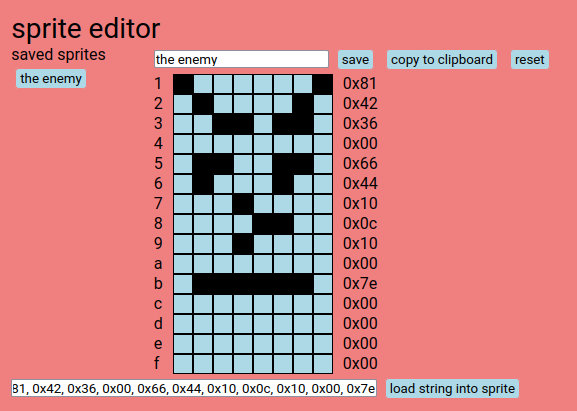 sprite editor
saved sprites
the enemy
the enemy save copy to clipboard reset
1 0x81
2 0x42
3 0x36
4 0x00
5 0x66
6 0x44
7 0x10
8 0x0c
9 0x10
a 0x00
b 0x7e
c 0x00
d 0x00
e 0x00
f 0x00
81, 0x42, 0x36, 0x00, 0x66, 0x44, 0x10, 0x0c, 0x10, 0x00, 0x7e load string into sprite